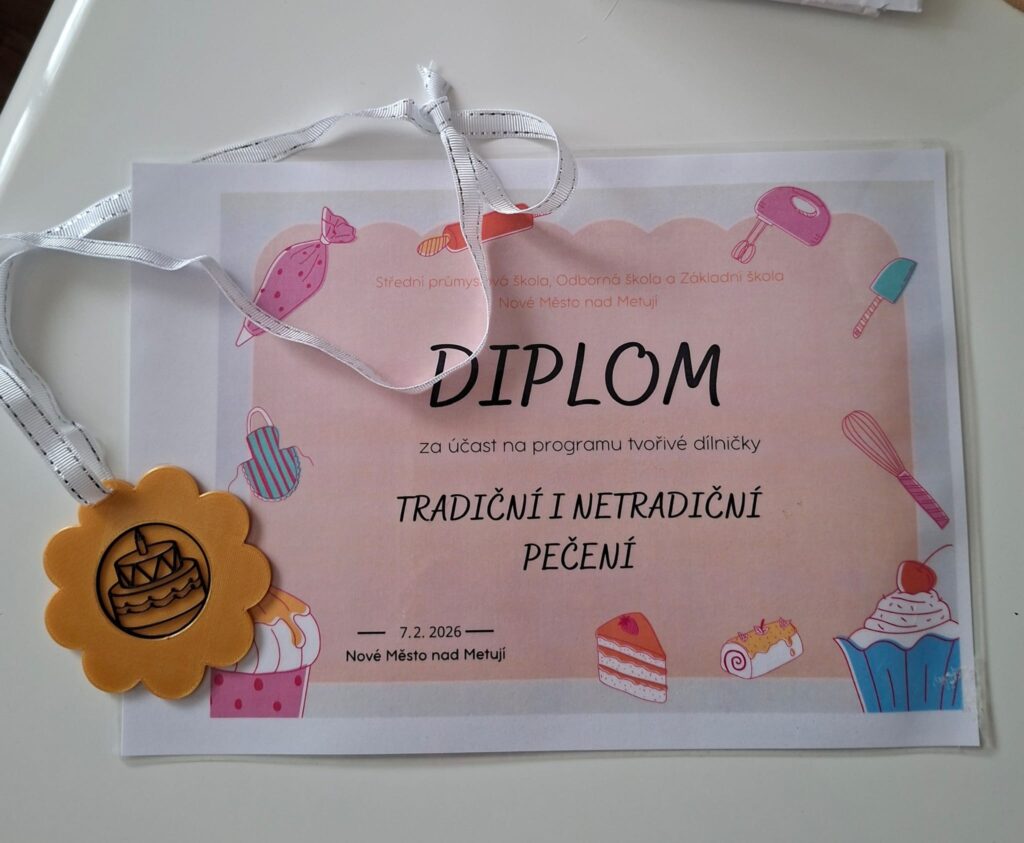 Střední průmyslová škola, Odborná škola a Základní škola
Nové Město nad Metují
DIPLOM
za účast na programu tvořivé dílničky
TRADIČNÍ I NETRADIČNÍ
PEČENÍ
7.2. 2026
Nové Město nad Metují